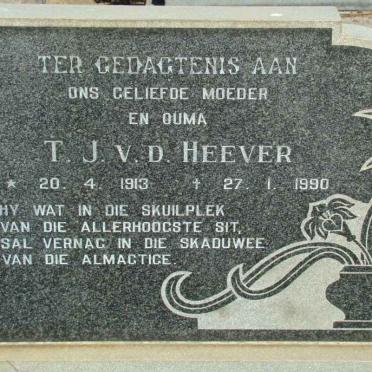 TER GEDAGTENIS AAN
ONS GELIEFDE MOEDER
EN OUMA
T. J. V. D. HEEVER
* 20. 4. 1913 + 27. 1. 1990
HY WAT IN DIE SKUILPLEK
VAN DIE ALLERHOOGSTE SIT,
SAL VERNAG IN DIE SKADUWEE
VAN DIE ALMAGTIGE.